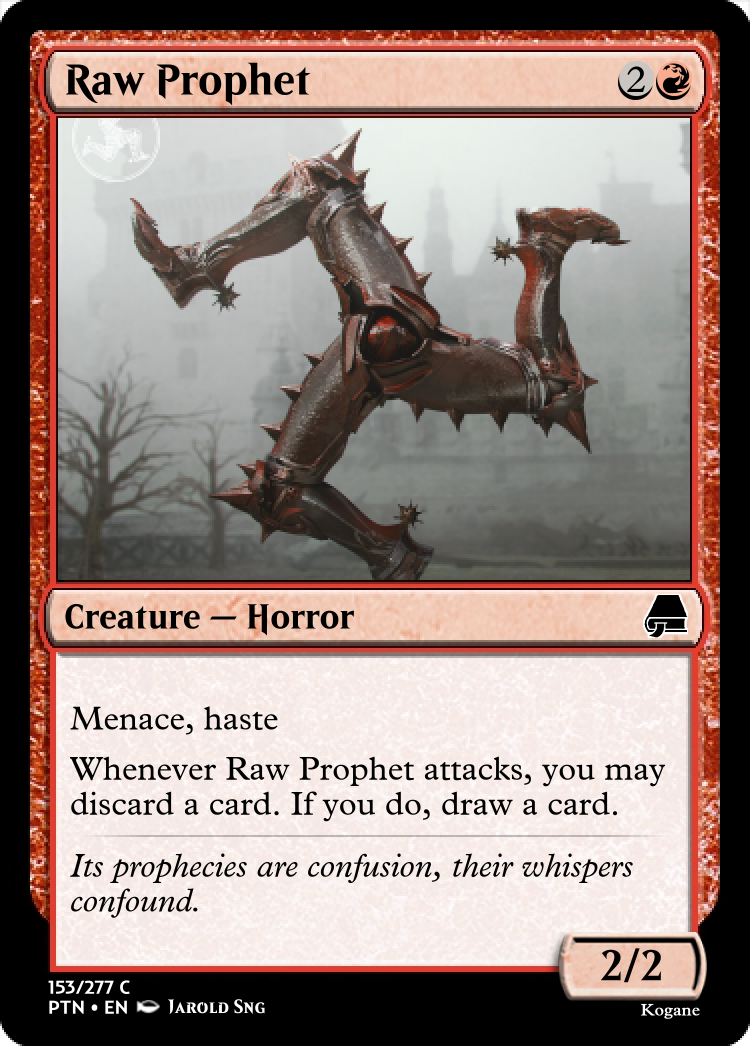 Raw Prophet 2
Creature — Horror
Menace, haste
Whenever Raw Prophet attacks, you may
discard a card. If you do, draw a card.
Its prophecies are confusion, their whispers
confound.
2/2
153/277 C
PTN • EN Jarold Sng
Kogane